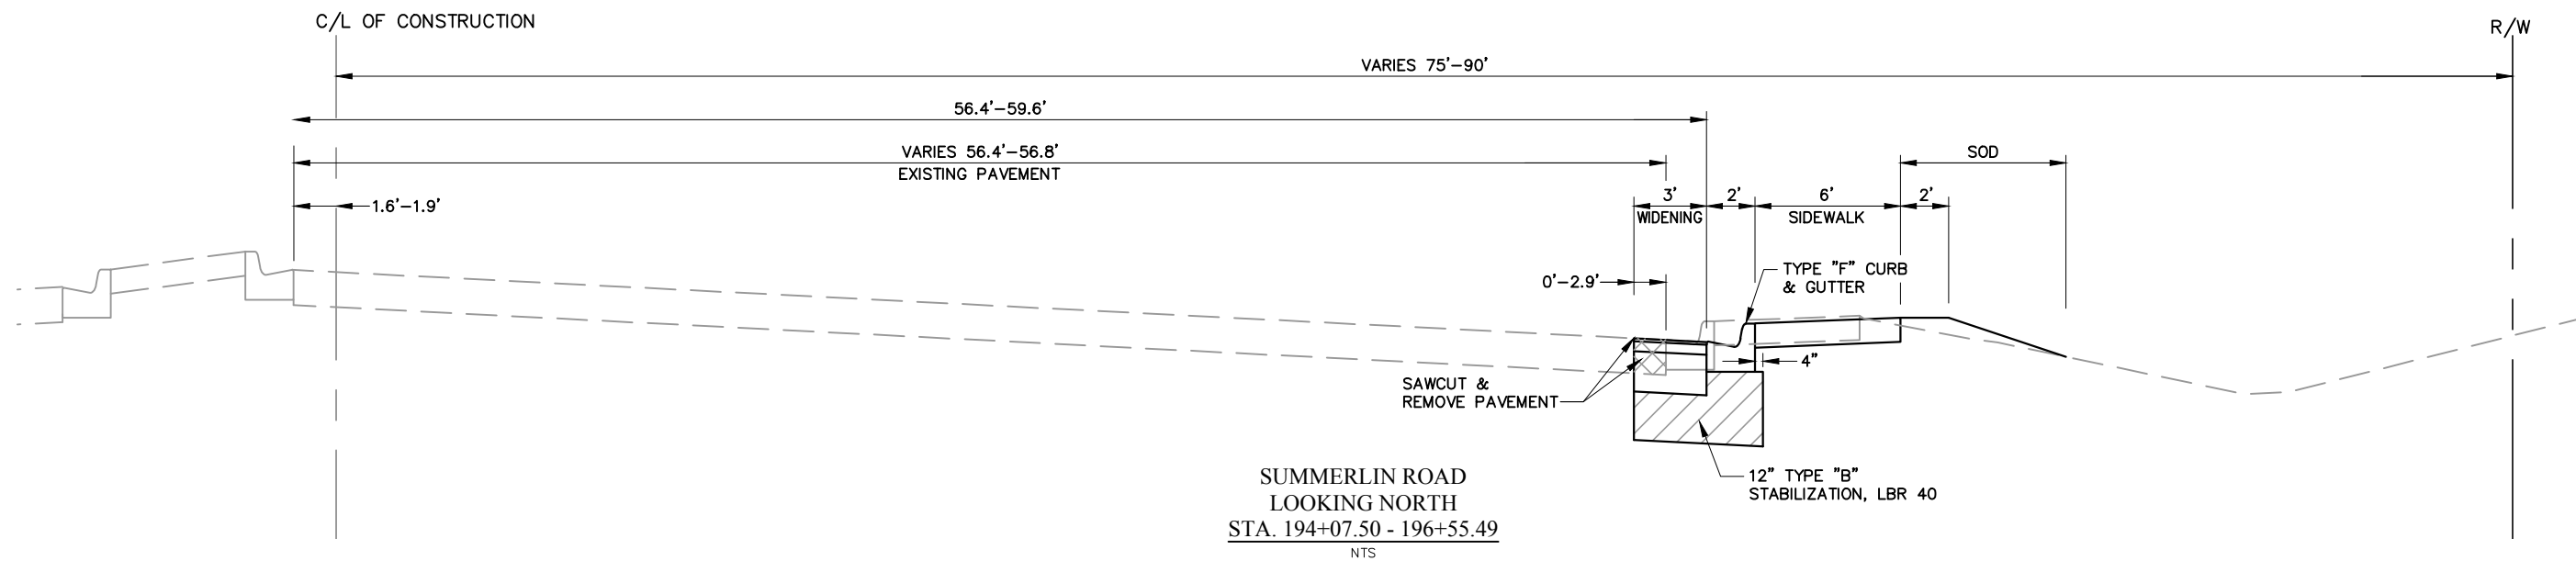 C/L OF CONSTRUCTION
R/W
VARIES 75'-90'
56.4'-59.6'
VARIES 56.4'-56.8'
EXISTING PAVEMENT
SOD
1.6'-1.9'
3'
WIDENING
2'
6'
SIDEWALK
2'
0'-2.9'
TYPE "F" CURB
& GUTTER
4"
SAWCUT &
REMOVE PAVEMENT
12" TYPE "B"
STABILIZATION, LBR 40
SUMMERLIN ROAD
LOOKING NORTH
STA. 194+07.50 - 196+55.49
NTS